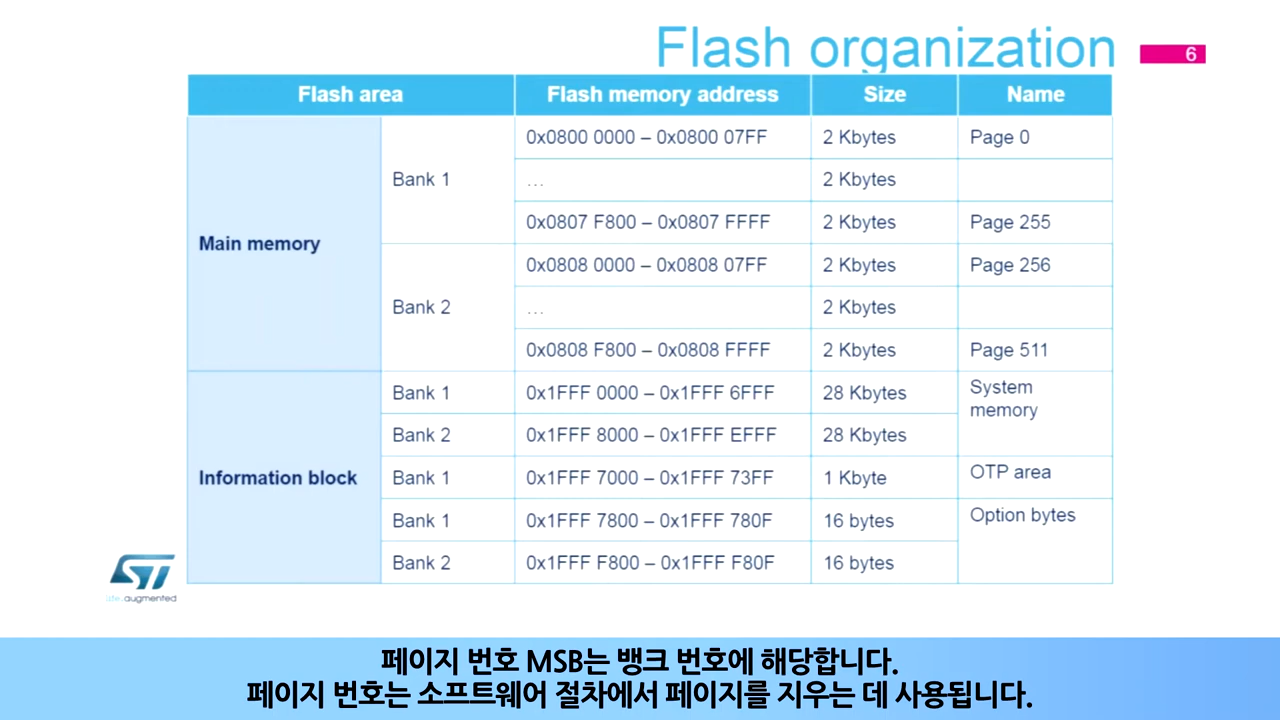 Flash organization
6
Flash area Flash memory address Size Name
Main memory
Bank 1
0x0800 0000 – 0x0800 07FF 2 Kbytes Page 0
... 2 Kbytes
0x0807 F800 – 0x0807 FFFF 2 Kbytes Page 255
Bank 2
0x0808 0000 – 0x0808 07FF 2 Kbytes Page 256
... 2 Kbytes
0x0808 F800 – 0x0808 FFFF 2 Kbytes Page 511
Information block
Bank 1 0x1FFF 0000 – 0x1FFF 6FFF 28 Kbytes System
memory
Bank 2 0x1FFF 8000 – 0x1FFF EFFF 28 Kbytes
Bank 1 0x1FFF 7000 – 0x1FFF 73FF 1 Kbyte OTP area
Bank 1 0x1FFF 7800 – 0x1FFF 780F 16 bytes Option bytes
Bank 2 0x1FFF F800 – 0x1FFF F80F 16 bytes
ST
life.augmented
페이지 번호 MSB는 뱅크 번호에 해당합니다.
페이지 번호는 소프트웨어 절차에서 페이지를 지우는 데 사용됩니다.